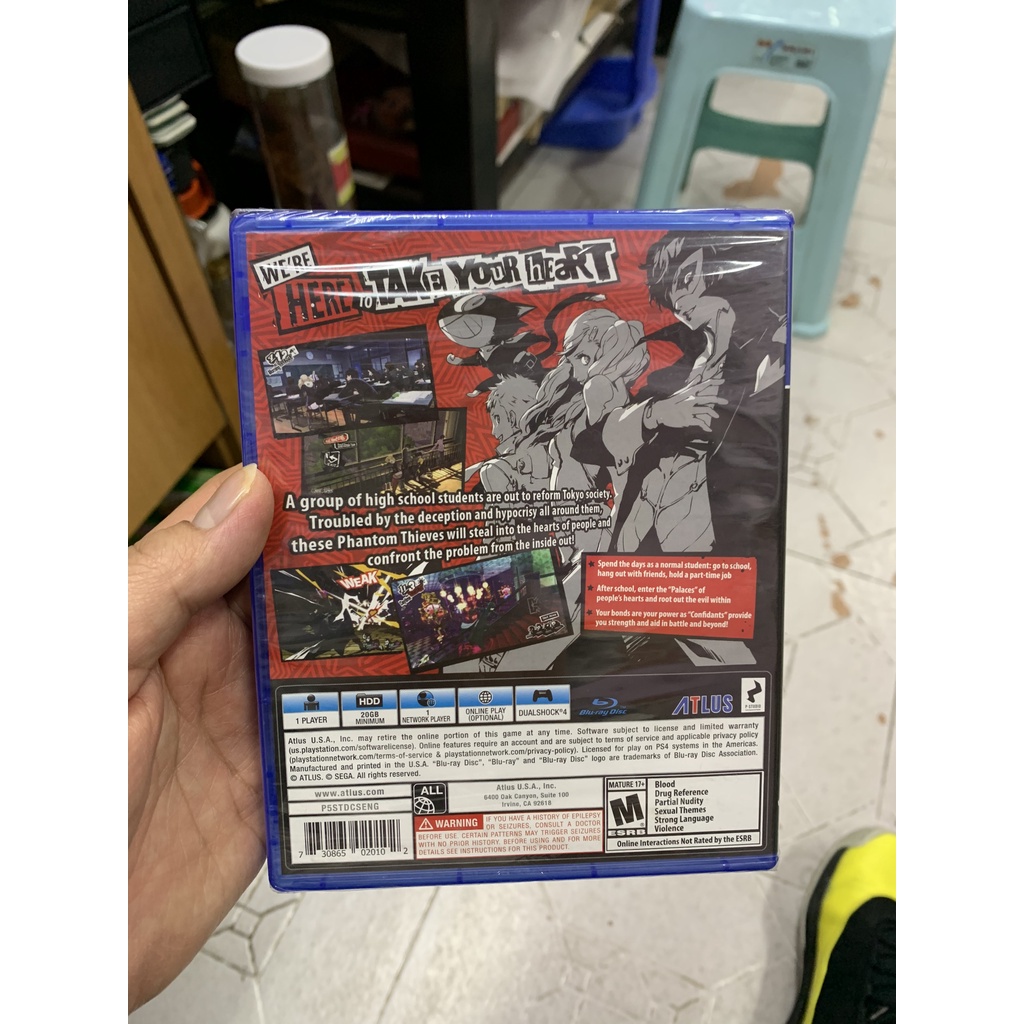 WE'RE
HERE TO TAKE YOUR HEART
A group of high school students are out to reform Tokyo society.
Troubled by the deception and hypocrisy all around them,
these Phantom Thieves will steal into the hearts of people and
confront the problem from the inside out!
WEAK
Spend the days as a normal student: go to school,
hang out with friends, hold a part-time job
After school, enter the "Palaces" of
people's hearts and root out the evil within
Your bonds are your power as "Confidants" provide
you strength and aid in battle and beyond!
1 PLAYER
HDD
20GB
MINIMUM
1
NETWORK PLAYER
ONLINE PLAY
(OPTIONAL)
DUALSHOCK®4
Blu-ray Disc
ATLUS
P-STUDIO
Atlus U.S.A., Inc. may retire the online portion of this game at any time. Software subject to license and limited warranty
(us.playstation.com/softwarelicense). Online features require an account and are subject to terms of service and applicable privacy policy
(playstationnetwork.com/terms-of-service & playstationnetwork.com/privacy-policy). Licensed for play on PS4 systems in the Americas.
Manufactured and printed in the U.S.A. "Blu-ray Disc", "Blu-ray" and "Blu-ray Disc" logo are trademarks of Blu-ray Disc Association.
© ATLUS. © SEGA. All rights reserved.
www.atlus.com
P5STDCSENG
ALL
Atlus U.S.A., Inc.
6400 Oak Canyon, Suite 100
Irvine, CA 92618
7 30865 02010 2
WARNING IF YOU HAVE A HISTORY OF EPILEPSY
OR SEIZURES, CONSULT A DOCTOR
BEFORE USE. CERTAIN PATTERNS MAY TRIGGER SEIZURES
WITH NO PRIOR HISTORY. BEFORE USING AND FOR MORE
DETAILS SEE INSTRUCTIONS FOR THIS PRODUCT.
MATURE 17+
M
ESRB
Blood
Drug Reference
Partial Nudity
Sexual Themes
Strong Language
Violence
Online Interactions Not Rated by the ESRB